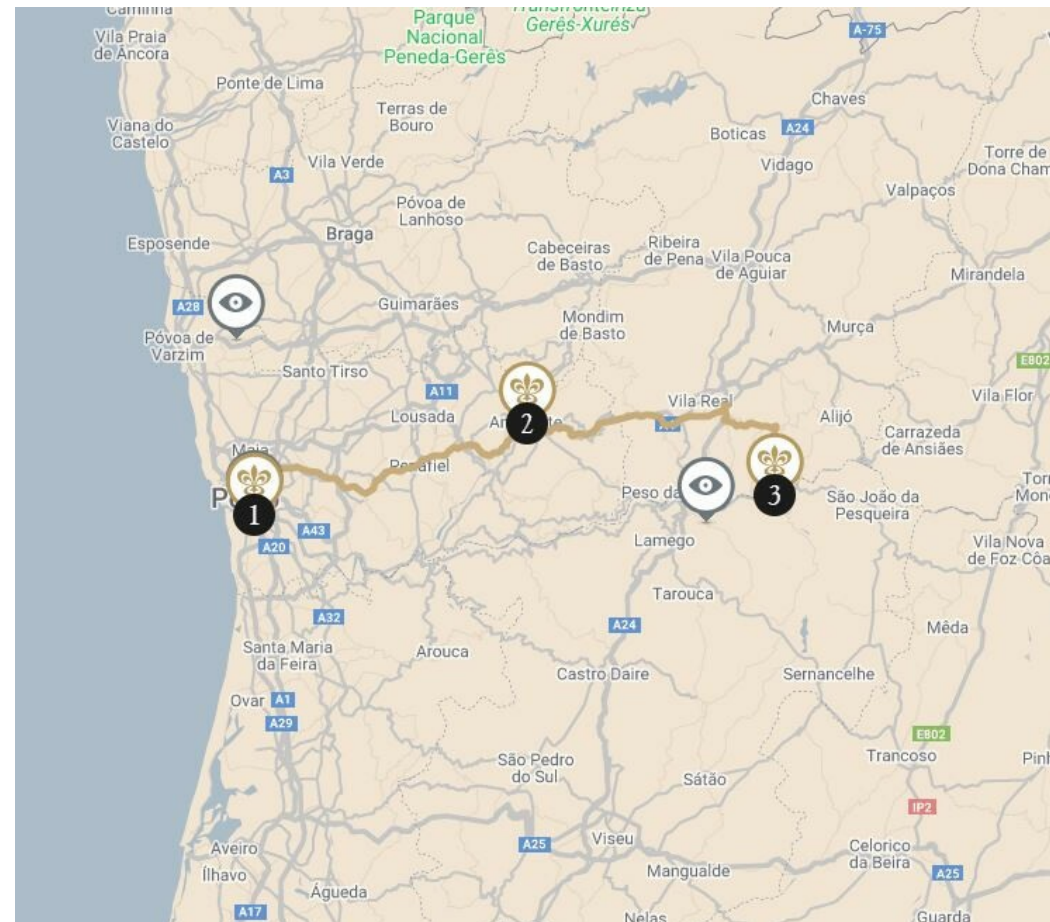 Caminha
Transfronteiriza
Gerês-Xurés
Parque
Nacional
Peneda-Gerês
Vila Praia
de Âncora
A-75
Ponte de Lima
Chaves
Terras de
Bouro
Viana do
Castelo
Boticas
A24
Vila Verde
Vidago
Torre de
Dona Cham
A3
Valpaços
Póvoa de
Lanhoso
Braga
Esposende
Cabeceiras
de Basto
Ribeira
de Pena
Vila Pouca
de Aguiar
Mirandela
A28
Guimarães
Mondim
de Basto
Póvoa de
Varzim
Murça
E802
Santo Tirso
A11
Vila Real
Vila Flor
Lousada
2
Alijó
Carrazeda
de Ansiães
Maia
Penafiel
Peso da
3
São João da
Pesqueira
1
A43
A20
Lamego
Vila Nova
de Foz Côa
Tarouca
A32
A24
Mêda
Santa Maria
da Feira
Arouca
Castro Daire
Sernancelhe
Ovar
A1
A29
E802
São Pedro
do Sul
Trancoso
Sátão
IP2
Aveiro
A25
Viseu
Celorico
da Beira
Ílhavo
Mangualde
A25
Águeda
A17
Nelas
Guarda